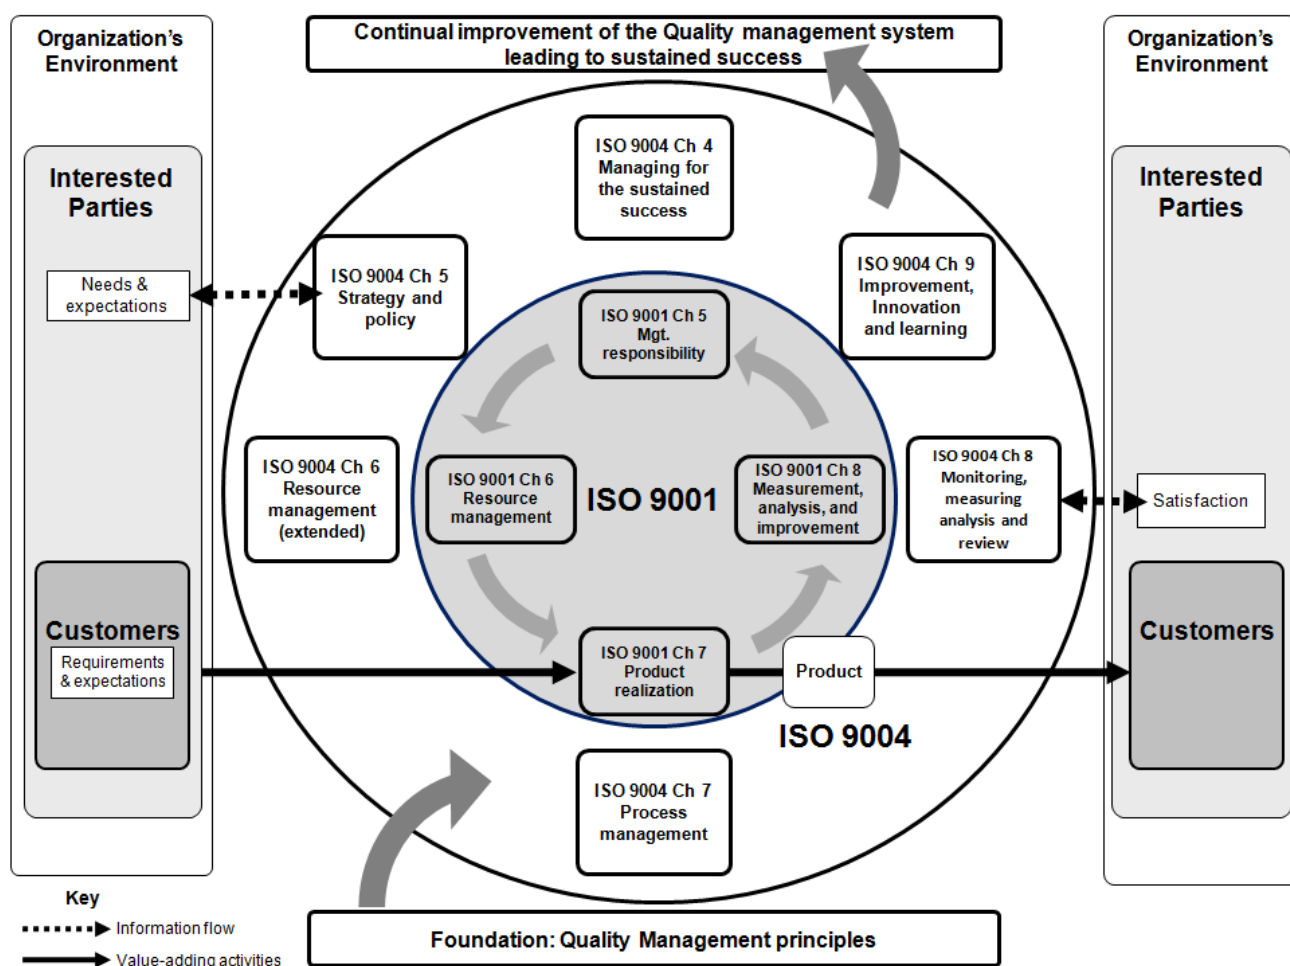 Continual improvement of the Quality management system
leading to sustained success
Organization's
Environment
Interested
Parties
Needs &
expectations
Customers
Requirements
& expectations
ISO 9004 Ch 4
Managing for
the sustained
success
ISO 9004 Ch 5
Strategy and
policy
ISO 9004 Ch 9
Improvement,
Innovation
and learning
ISO 9001 Ch 5
Mgt.
responsibility
ISO 9004 Ch 6
Resource
management
(extended)
ISO 9001 Ch 6
Resource
management
ISO 9001
ISO 9001 Ch 8
Measurement,
analysis, and
improvement
ISO 9004 Ch 8
Monitoring,
measuring
analysis and
review
ISO 9001 Ch 7
Product
realization
Product
ISO 9004
ISO 9004 Ch 7
Process
management
Organization's
Environment
Interested
Parties
Satisfaction
Customers
Key
Information flow
Value-adding activities
Foundation: Quality Management principles